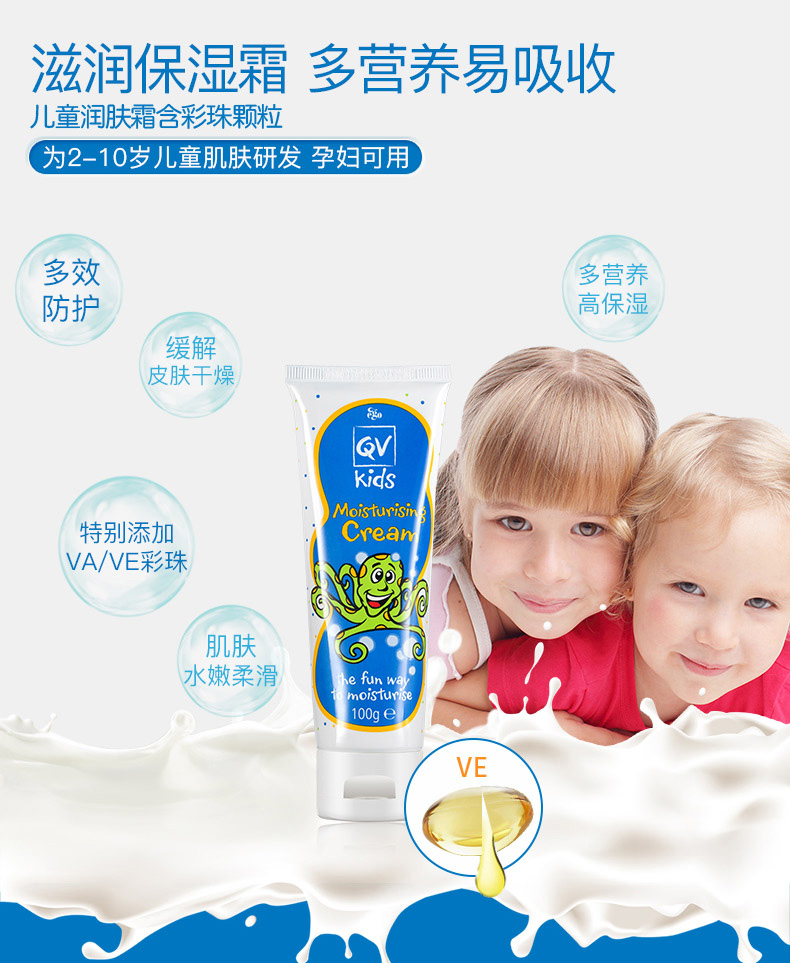 滋润保湿霜 多营养易吸收
儿童润肤霜含彩珠颗粒
为2-10岁儿童肌肤研发 孕妇可用
多效
防护
缓解
皮肤干燥
多营养
高保湿
特别添加
VA/VE彩珠
肌肤
水嫩柔滑
ego
QV
kids
Moisturising
Cream
the fun way
to moisturise
100g ℮
VE